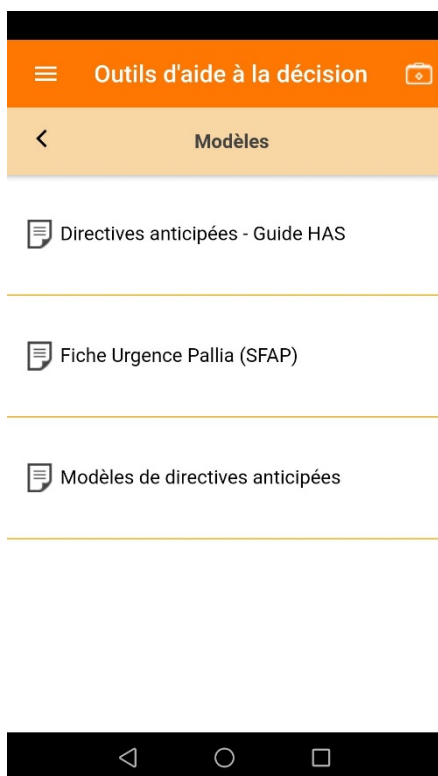 Outils d'aide à la décision
Modèles
Directives anticipées - Guide HAS
Fiche Urgence Pallia (SFAP)
Modèles de directives anticipées